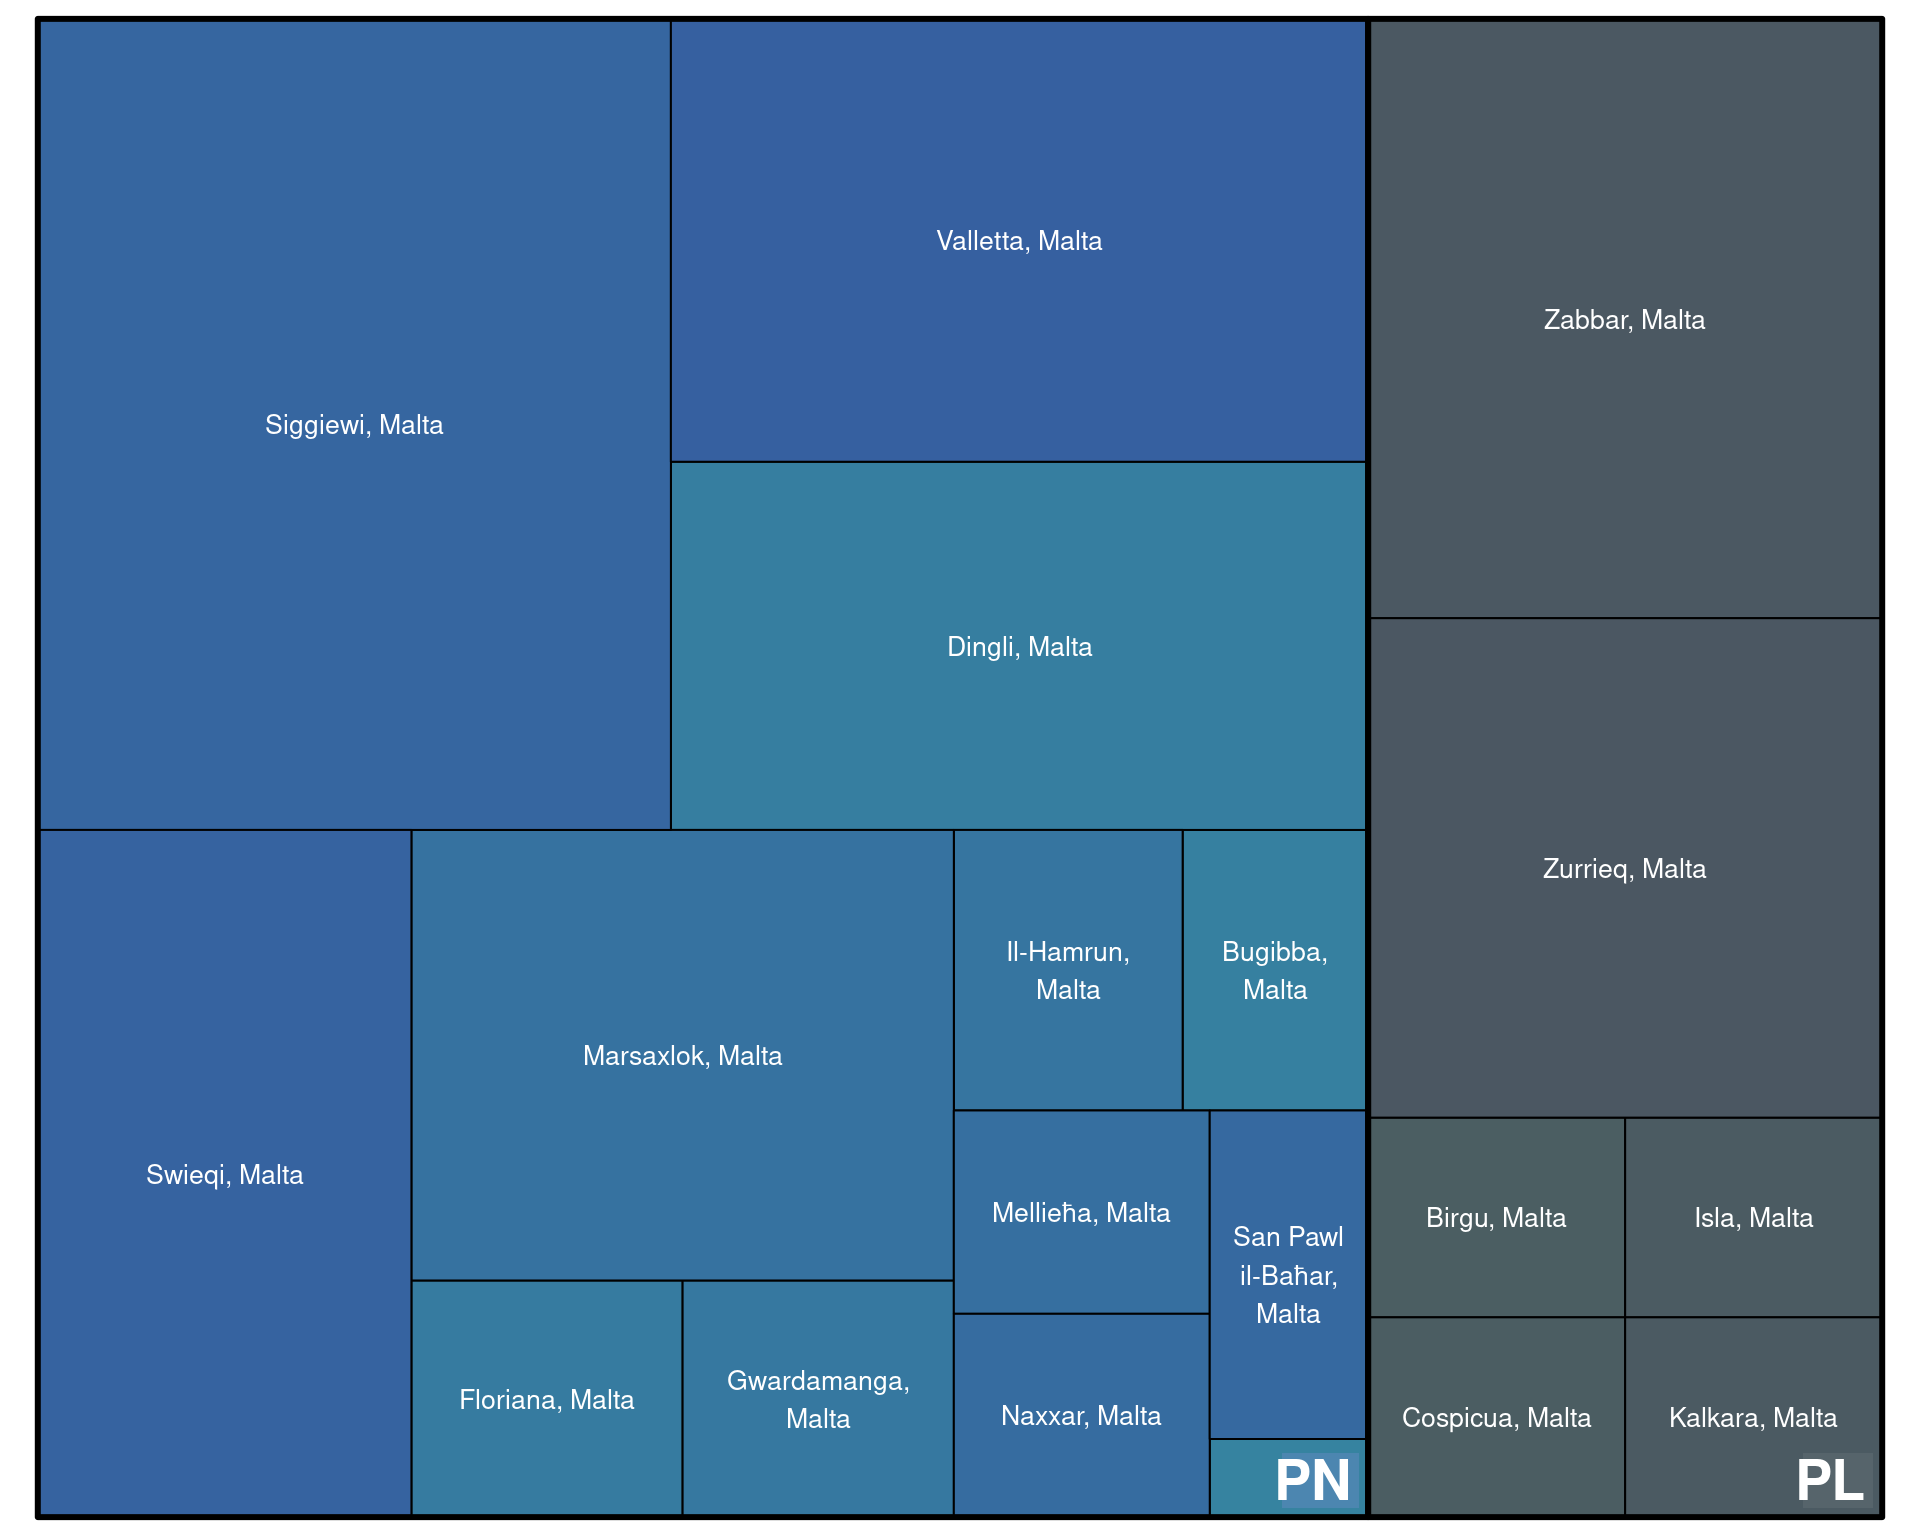 Siggiewi, Malta
Valletta, Malta
Dingli, Malta
Swieqi, Malta
Marsaxlok, Malta
Floriana, Malta
Gwardamanga,
Malta
Il-Hamrun,
Malta
Bugibba,
Malta
Mellieħa, Malta
Naxxar, Malta
San Pawl
il-Baħar,
Malta
PN
Zabbar, Malta
Zurrieq, Malta
Birgu, Malta
Isla, Malta
Cospicua, Malta
Kalkara, Malta
PL